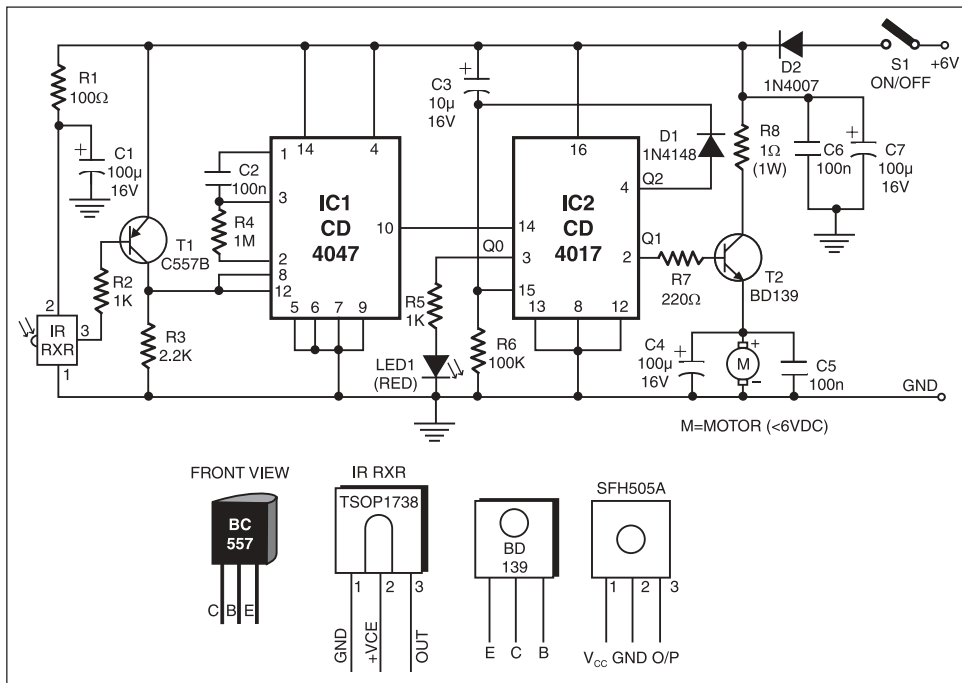 R1
100Ω
C1
100µ
16V
T1
C557B
R2
1K
R3
2.2K
2
IR
RXR
3
1
C2
100n
R4
1M
1
3
2
8
12
14
4
IC1
CD
4047
10
5 6 7 9
C3
10µ
16V
Q0
R5
1K
LED1
(RED)
R6
100K
16
IC2
CD
4017
14
3
15
4
2
13 8 12
Q2
Q1
D1
1N4148
R7
220Ω
D2
1N4007
S1
ON/OFF
+6V
R8
1Ω
(1W)
C6
100n
C7
100µ
16V
T2
BD139
C4
100µ
16V
+
M
–
C5
100n
GND
M=MOTOR (<6VDC)
FRONT VIEW
BC
557
C B E
IR RXR
TSOP1738
1 2 3
GND
+VCE
OUT
BD
139
E C B
SFH505A
1 2 3
VCC GND O/P